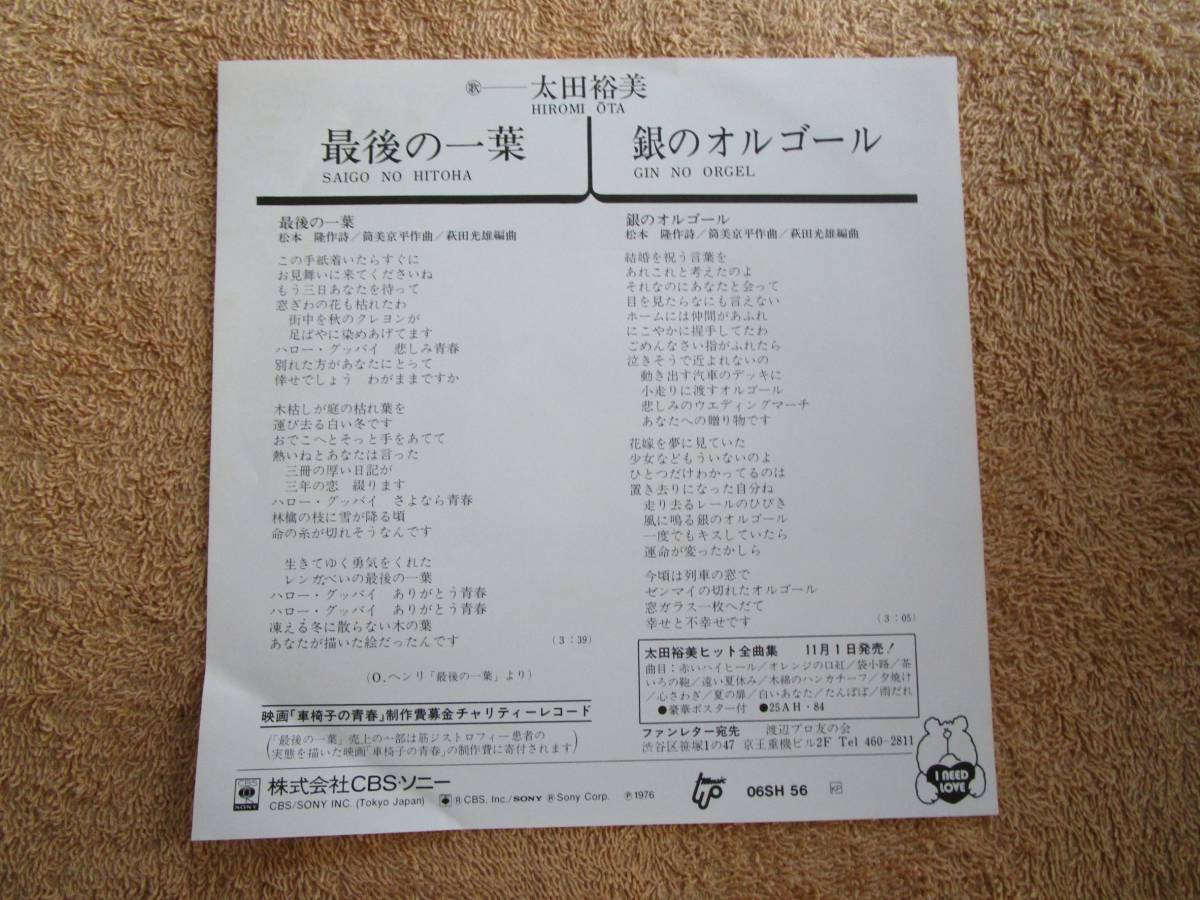 歌——太田裕美
HIROMI ŌTA
最後の一葉
SAIGO NO HITOHA
銀のオルゴール
GIN NO ORGEL
最後の一葉
松本 隆作詩/筒美京平作曲/萩田光雄編曲
この手紙着いたらすぐに
お見舞いに来てくださいね
もう三日あなたを待って
窓ぎわの花も枯れたわ
街中を秋のクレヨンが
足ばやに染めあげてます
ハロー・グッバイ 悲しみ青春
別れた方があなたにとって
倖せでしょう わがままですか
木枯しが庭の枯れ葉を
運び去る白い冬です
おでこへとそっと手をあてて
熱いねとあなたは言った
三冊の厚い日記が
三年の恋 綴ります
ハロー・グッバイ さよなら青春
林檎の枝に雪が降る頃
命の糸が切れそうなんです
生きてゆく勇気をくれた
レンガべいの最後の一葉
ハロー・グッバイ ありがとう青春
ハロー・グッバイ ありがとう青春
凍える冬に散らない木の葉
あなたが描いた絵だったんです
(3:39)
(O.ヘンリ「最後の一葉」より)
映画「車椅子の青春」制作費募金チャリティーレコード
(「最後の一葉」売上の一部は筋ジストロフィー患者の
実態を描いた映画「車椅子の青春」の制作費に寄付されます)
銀のオルゴール
松本 隆作詩/筒美京平作曲/萩田光雄編曲
結婚を祝う言葉を
あれこれと考えたのよ
それなのにあなたと会って
目を見たらなにも言えない
ホームには仲間があふれ
にこやかに握手してたわ
ごめんなさい指がふれたら
泣きそうで近よれないの
動き出す汽車のデッキに
小走りに渡すオルゴール
悲しみのウエディングマーチ
あなたへの贈り物です
花嫁を夢に見ていた
少女などもういないのよ
ひとつだけわかってるのは
置き去りになった自分ね
走り去るレールのひびき
風に鳴る銀のオルゴール
一度でもキスしていたら
運命が変ったかしら
今頃は列車の窓で
ゼンマイの切れたオルゴール
窓ガラス一枚へだて
幸せと不幸せです
(3:05)
太田裕美ヒット全曲集 11月1日発売!
曲目:赤いハイヒール/オレンジの口紅/袋小路/茶
いろの鞄/遠い夏休み/木綿のハンカチーフ/夕焼け
/心さわぎ/夏の扉/白いあなた/たんぽぽ/雨だれ
●豪華ポスター付 ●25AH・84
ファンレター宛先 渡辺プロ友の会
渋谷区笹塚1の47 京王重機ビル2F Tel 460-2811
I NEED
LOVE
CBS
SONY
株式会社CBS・ソニー
CBS/SONY INC. (Tokyo Japan)
Ⓡ CBS, Inc./SONY Ⓡ Sony Corp. Ⓟ1976
06SH 56
KP